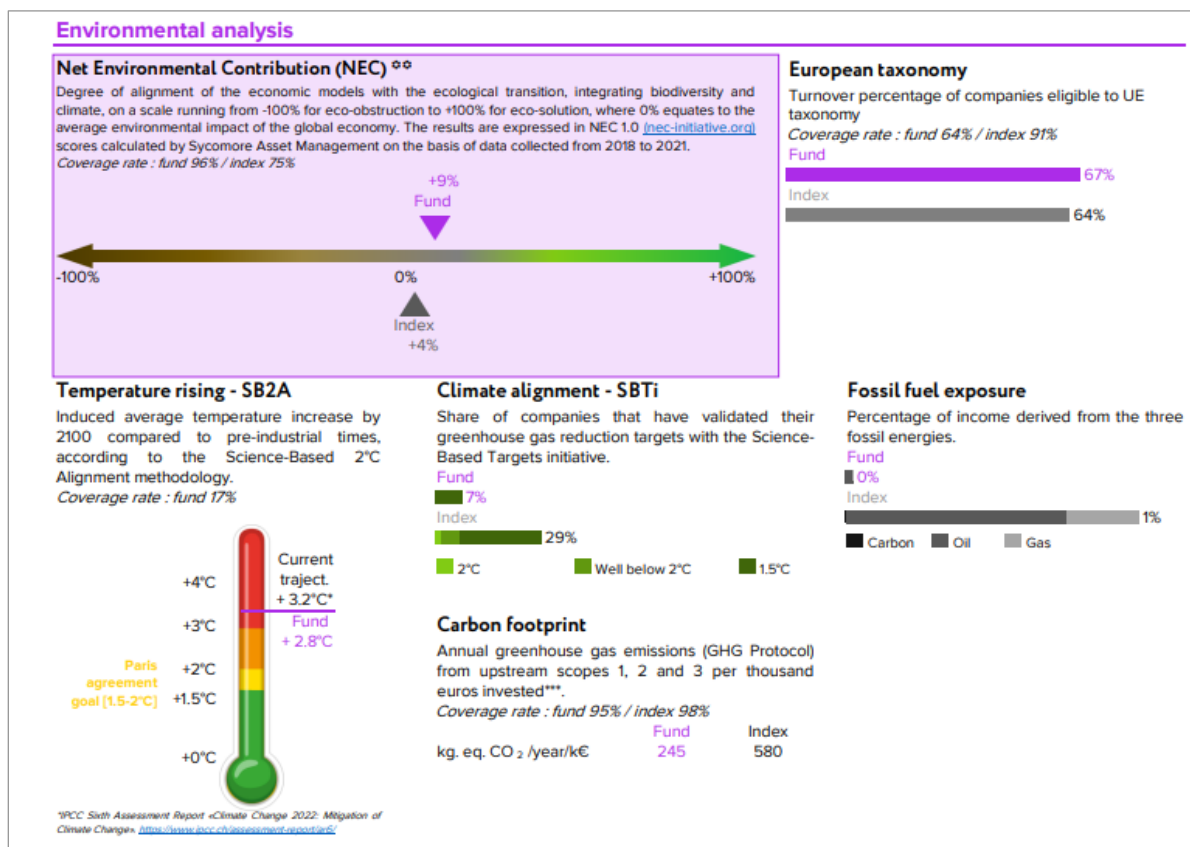 Environmental analysis
Net Environmental Contribution (NEC) **
Degree of alignment of the economic models with the ecological transition, integrating biodiversity and
climate, on a scale running from -100% for eco-obstruction to +100% for eco-solution, where 0% equates to the
average environmental impact of the global economy. The results are expressed in NEC 1.0 (nec-initiative.org)
scores calculated by Sycomore Asset Management on the basis of data collected from 2018 to 2021.
Coverage rate : fund 96% / index 75%
+9%
Fund
-100%
0%
+100%
Index
+4%
European taxonomy
Turnover percentage of companies eligible to UE
taxonomy
Coverage rate : fund 64% / index 91%
Fund
67%
Index
64%
Temperature rising - SB2A
Induced average temperature increase by
2100 compared to pre-industrial times,
according to the Science-Based 2°C
Alignment methodology.
Coverage rate : fund 17%
+4°C
+3°C
+2°C
+1.5°C
+0°C
Paris
agreement
goal [1.5-2°C]
Current
traject.
+ 3.2°C*
Fund
+ 2.8°C
*IPCC Sixth Assessment Report «Climate Change 2022: Mitigation of
Climate Change». https://www.ipcc.ch/assessment-report/ar6/
Climate alignment - SBTi
Share of companies that have validated their
greenhouse gas reduction targets with the Science-
Based Targets initiative.
Fund
7%
Index
29%
2°C
Well below 2°C
1.5°C
Carbon footprint
Annual greenhouse gas emissions (GHG Protocol)
from upstream scopes 1, 2 and 3 per thousand
euros invested***.
Coverage rate : fund 95% / index 98%
Fund Index
kg. eq. CO ₂ /year/k€ 245 580
Fossil fuel exposure
Percentage of income derived from the three
fossil energies.
Fund
0%
Index
1%
Carbon Oil Gas